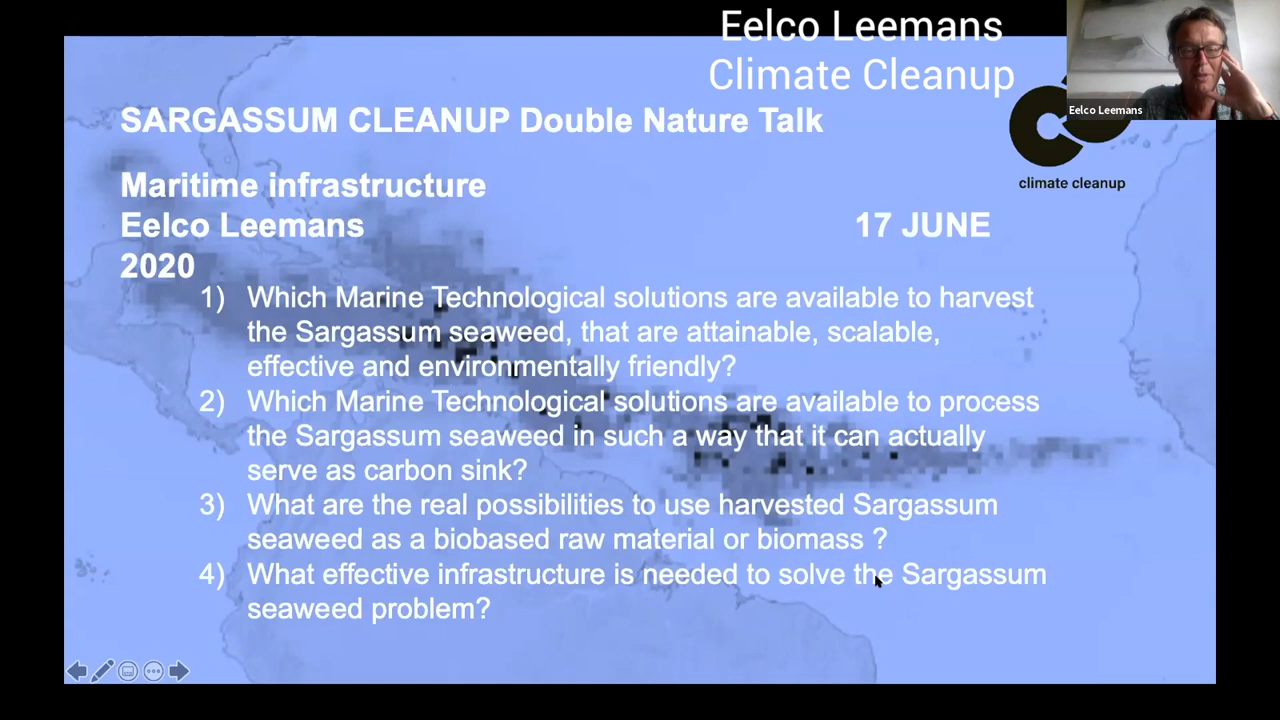 Eelco Leemans
Climate Cleanup
Eelco Leemans
SARGASSUM CLEANUP Double Nature Talk
climate cleanup
Maritime infrastructure
Eelco Leemans 17 JUNE
2020
1) Which Marine Technological solutions are available to harvest
the Sargassum seaweed, that are attainable, scalable,
effective and environmentally friendly?
2) Which Marine Technological solutions are available to process
the Sargassum seaweed in such a way that it can actually
serve as carbon sink?
3) What are the real possibilities to use harvested Sargassum
seaweed as a biobased raw material or biomass ?
4) What effective infrastructure is needed to solve the Sargassum
seaweed problem?